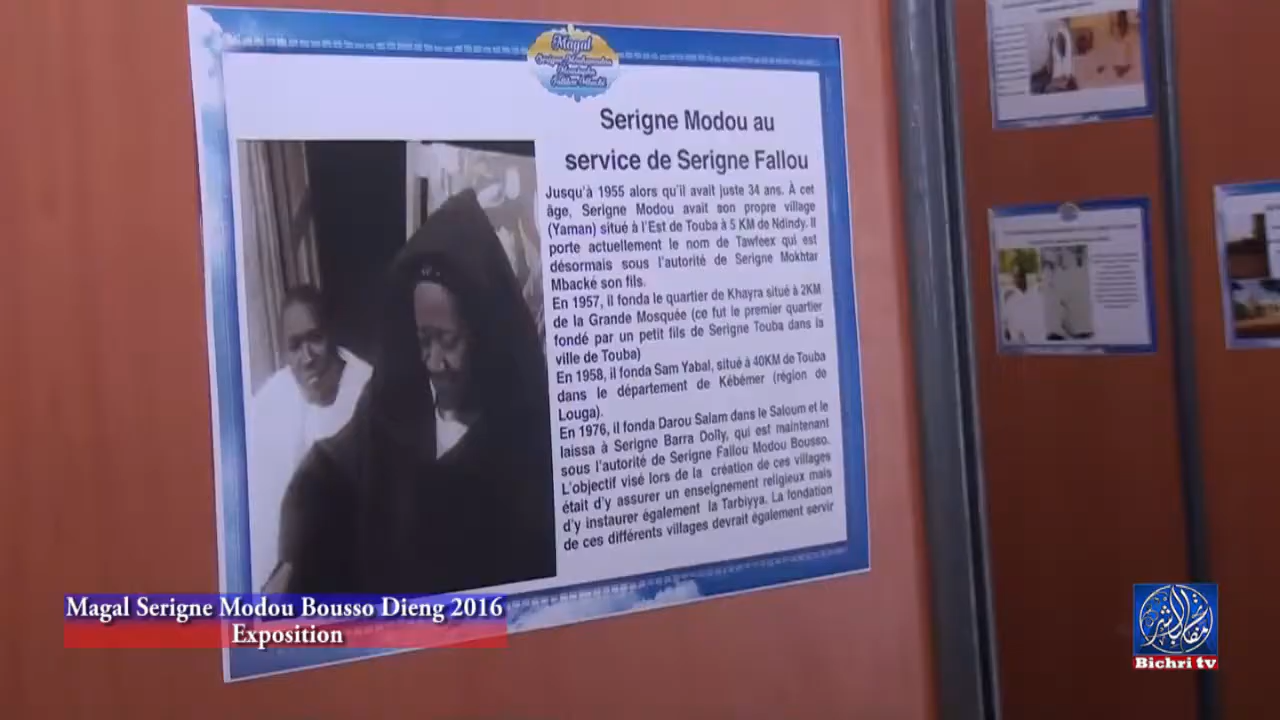 Magal
Serigne Modou au
service de Serigne Fallou
Jusqu'à 1955 alors qu'il avait juste 34 ans. À cet
âge, Serigne Modou avait son propre village
(Yaman) situé à l'Est de Touba à 5 KM de Ndindy. Il
porte actuellement le nom de Tawfeex qui est
désormais sous l'autorité de Serigne Mokhtar
Mbacké son fils.
En 1957, il fonda le quartier de Khayra situé à 2KM
de la Grande Mosquée (ce fut le premier quartier
fondé par un petit fils de Serigne Touba dans la
ville de Touba)
En 1958, il fonda Sam Yabal, situé à 40KM de Touba
dans le département de Kébémer (région de
Louga).
En 1976, il fonda Darou Salam dans le Saloum et le
laissa à Serigne Barra Dolly, qui est maintenant
sous l'autorité de Serigne Fallou Modou Bousso.
L'objectif visé lors de la création de ces villages
était d'y assurer un enseignement religieux mais
d'y instaurer également la Tarbiyya. La fondation
de ces différents villages devrait également servir
Magal Serigne Modou Bousso Dieng 2016
Exposition
Bichri tv